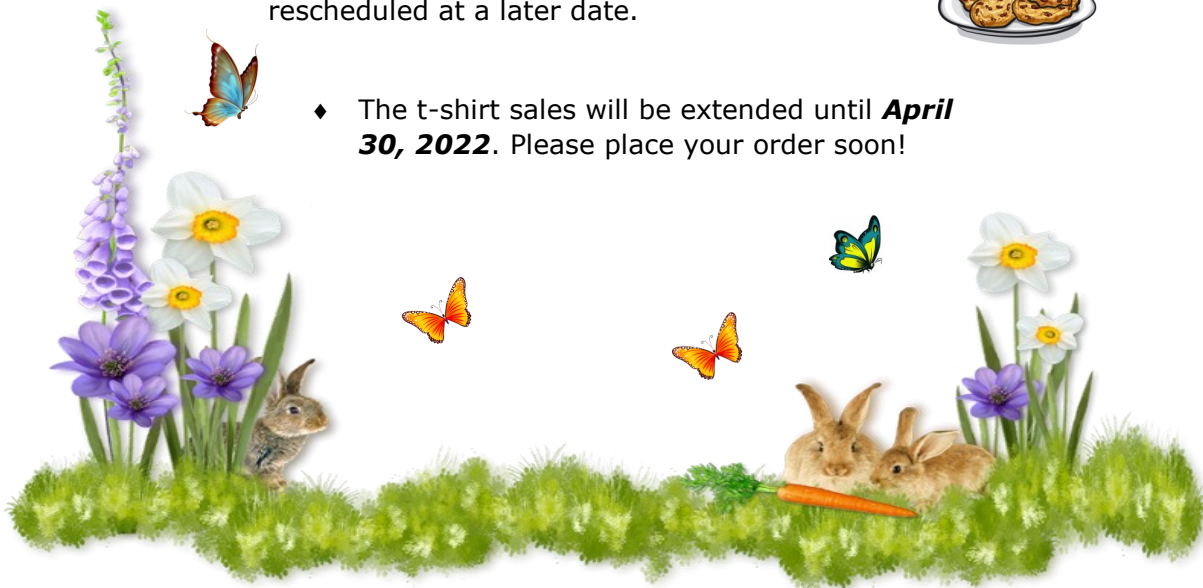 rescheduled at a later date.
♦ The t-shirt sales will be extended until April
30, 2022. Please place your order soon!